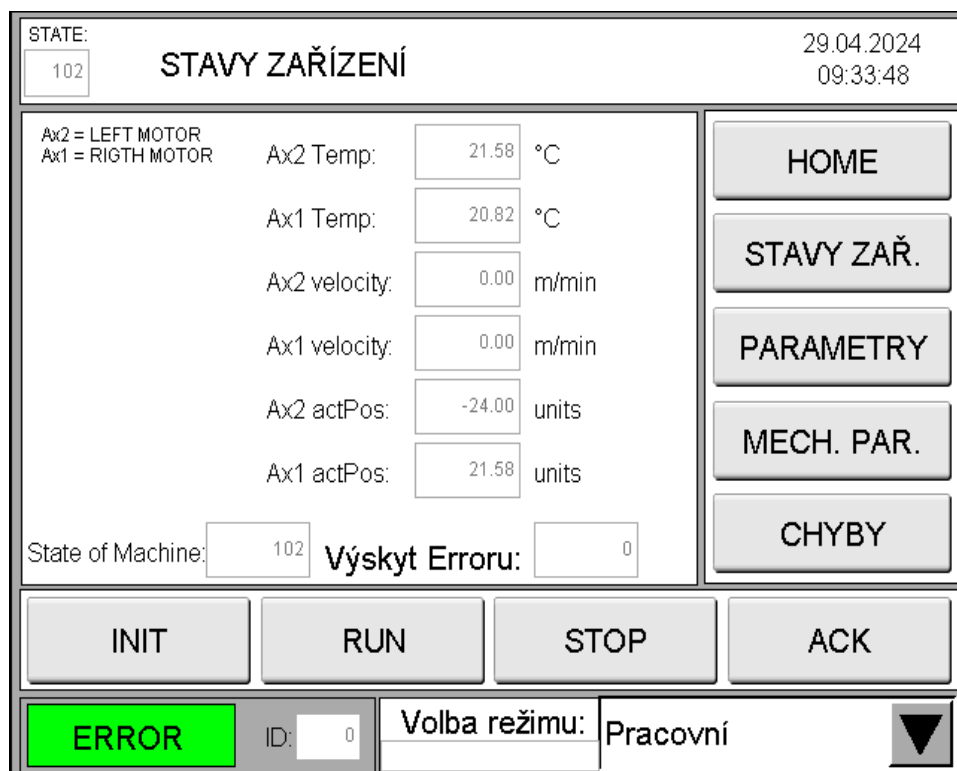 STATE:
102
STAVY ZAŘÍZENÍ
29.04.2024
09:33:48
Ax2 = LEFT MOTOR
Ax1 = RIGTH MOTOR
Ax2 Temp: 21.58 °C
Ax1 Temp: 20.82 °C
Ax2 velocity: 0.00 m/min
Ax1 velocity: 0.00 m/min
Ax2 actPos: -24.00 units
Ax1 actPos: 21.58 units
State of Machine: 102 Výskyt Erroru: 0
HOME
STAVY ZAŘ.
PARAMETRY
MECH. PAR.
CHYBY
INIT RUN STOP ACK
ERROR ID: 0 Volba režimu: Pracovní